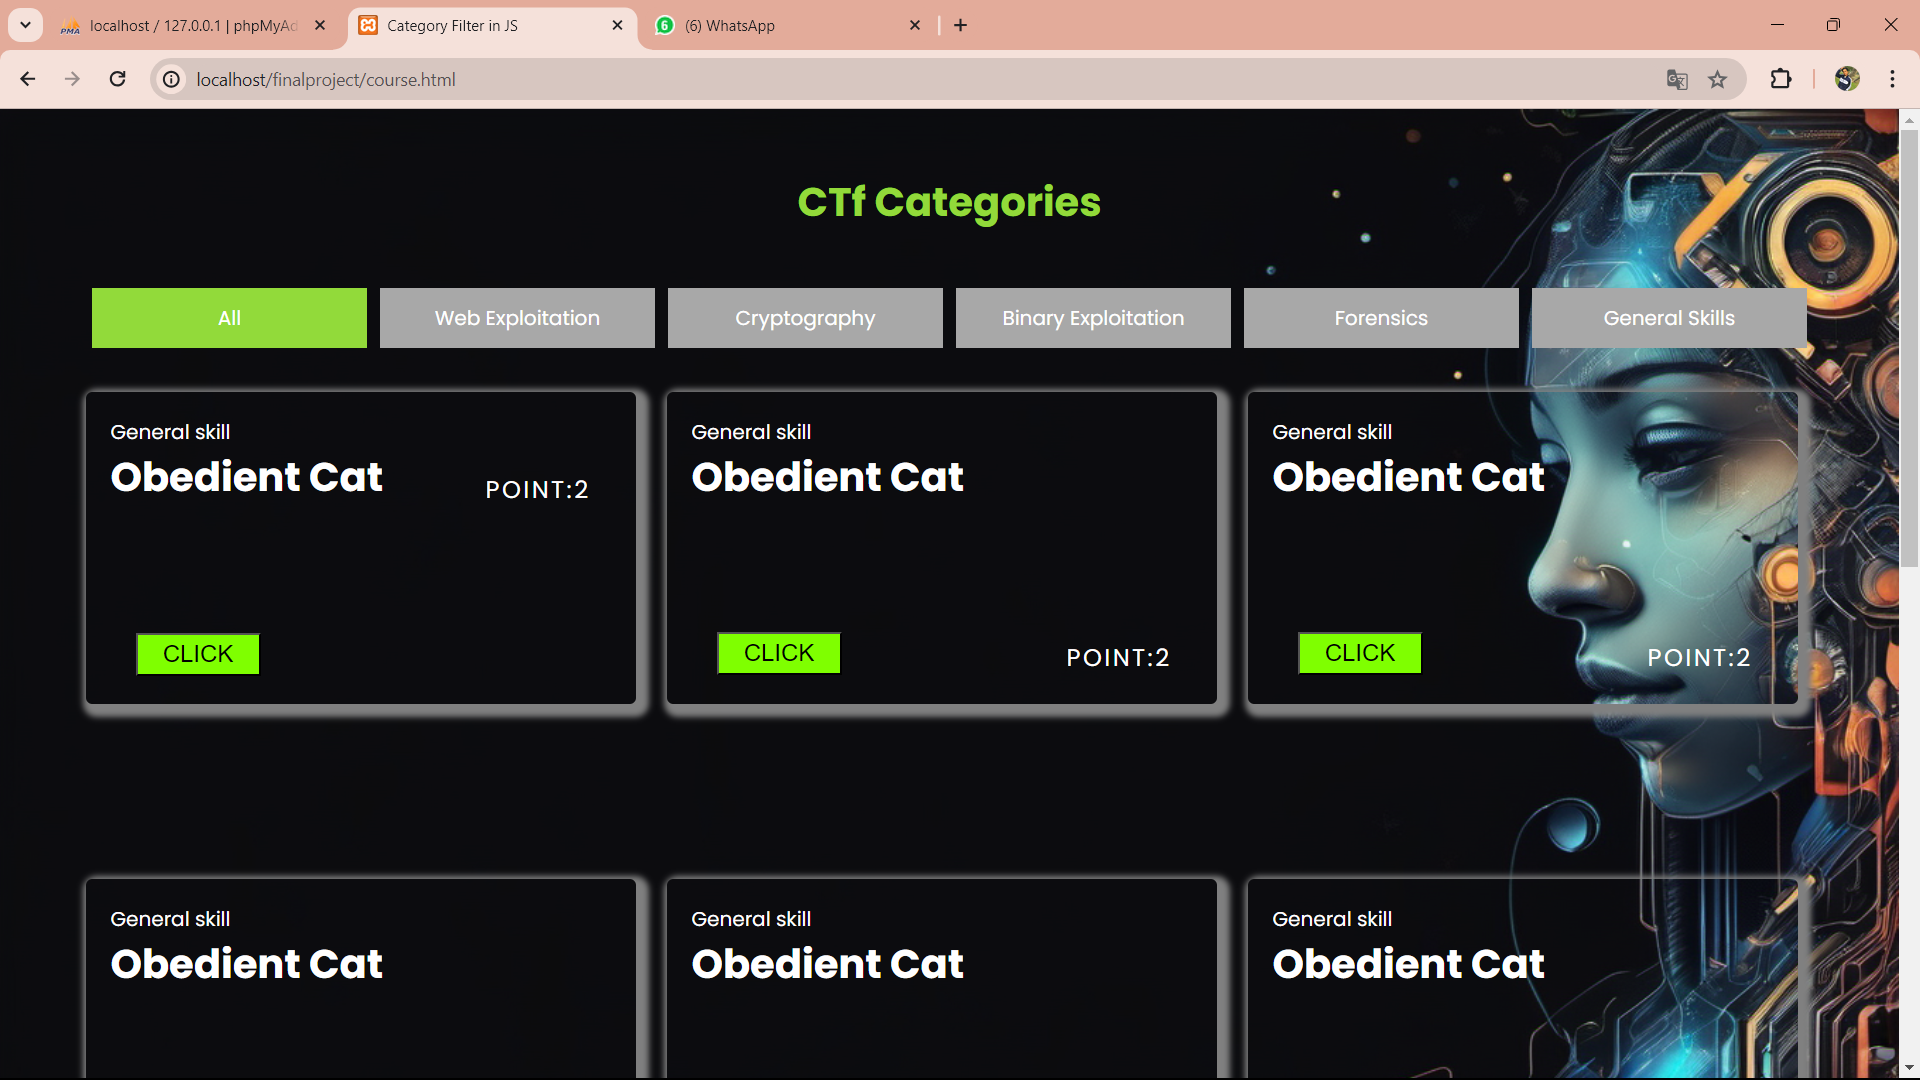 localhost / 127.0.0.1 | phpMyAd
Category Filter in JS
(6) WhatsApp
localhost/finalproject/course.html
CTf Categories
All
Web Exploitation
Cryptography
Binary Exploitation
Forensics
General Skills
General skill
Obedient Cat
POINT:2
CLICK
General skill
Obedient Cat
CLICK
POINT:2
General skill
Obedient Cat
CLICK
POINT:2
General skill
Obedient Cat
General skill
Obedient Cat
General skill
Obedient Cat